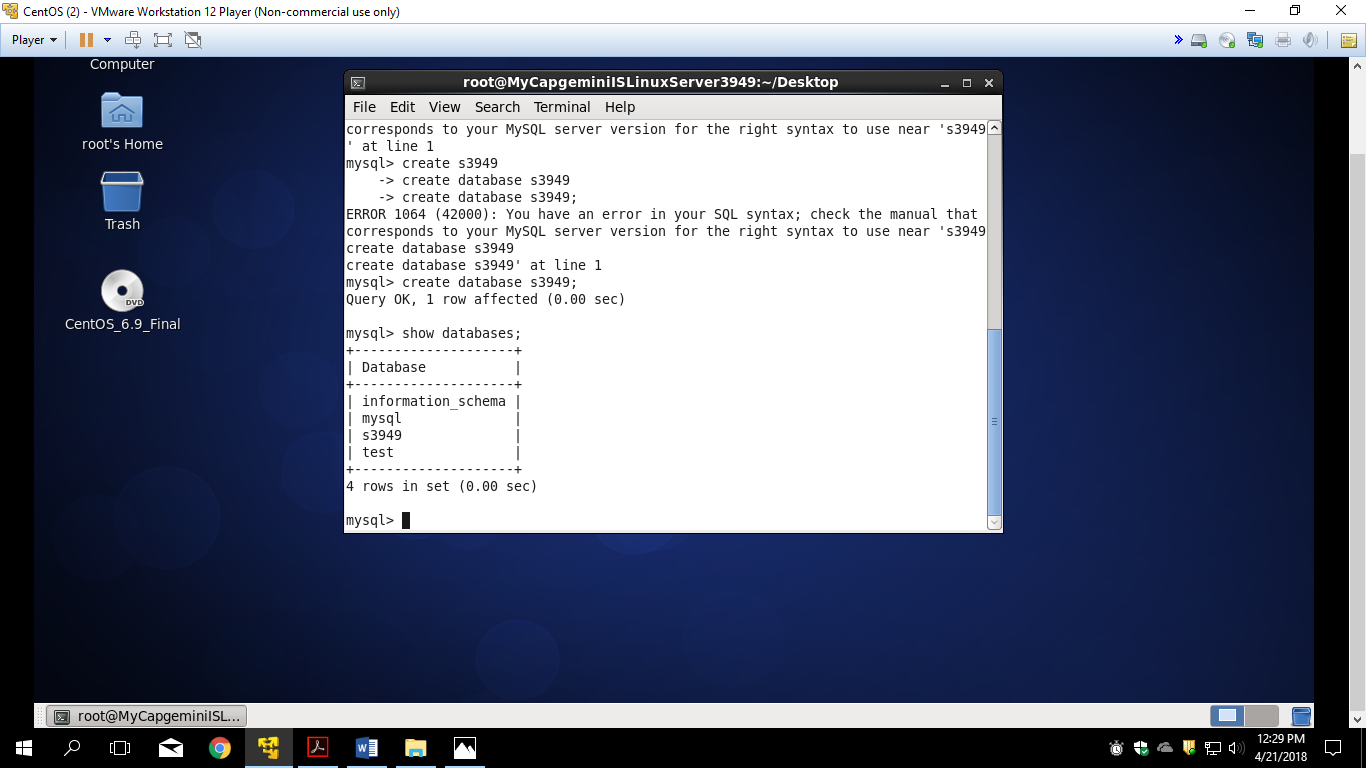 CentOS (2) - VMware Workstation 12 Player (Non-commercial use only)
Player
Computer
root's Home
Trash
DVD
CentOS_6.9_Final
root@MyCapgeminiISLinuxServer3949:~/Desktop
File Edit View Search Terminal Help
corresponds to your MySQL server version for the right syntax to use near 's3949
' at line 1
mysql> create s3949
    -> create database s3949
    -> create database s3949;
ERROR 1064 (42000): You have an error in your SQL syntax; check the manual that
corresponds to your MySQL server version for the right syntax to use near 's3949
create database s3949
create database s3949' at line 1
mysql> create database s3949;
Query OK, 1 row affected (0.00 sec)
mysql> show databases;
+--------------------+
| Database           |
+--------------------+
| information_schema |
| mysql              |
| s3949              |
| test               |
+--------------------+
4 rows in set (0.00 sec)
mysql>
root@MyCapgeminiISL...
12:29 PM
4/21/2018